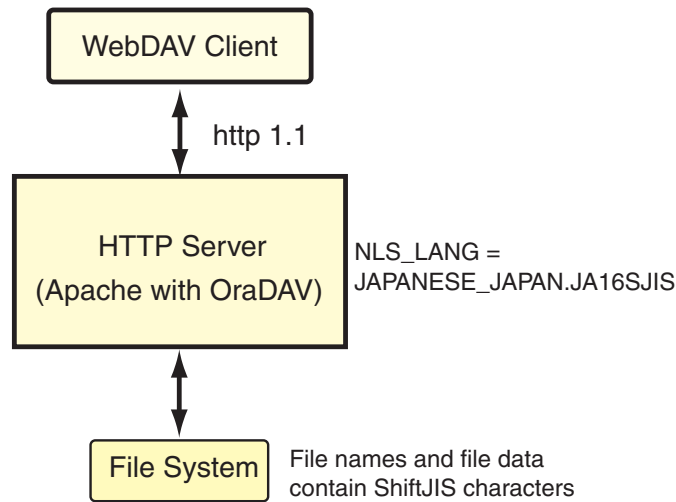 WebDAV Client
http 1.1
HTTP Server
(Apache with OraDAV)
NLS_LANG =
JAPANESE_JAPAN.JA16SJIS
File System
File names and file data
contain ShiftJIS characters